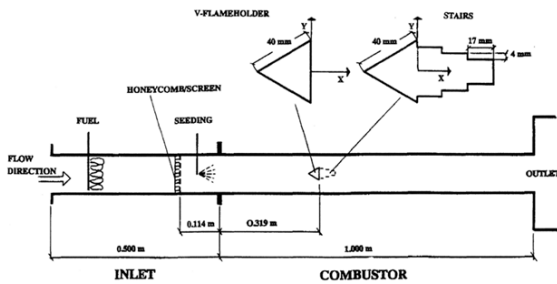 V-FLAMEHOLDER
STAIRS
Y
Y
40 mm
40 mm
17 mm
4 mm
X
X
HONEYCOMB/SCREEN
FUEL
SEEDING
FLOW
DIRECTION
OUTLET
0.114 m
O.319 m
0.500 m
1.000 m
INLET
COMBUSTOR